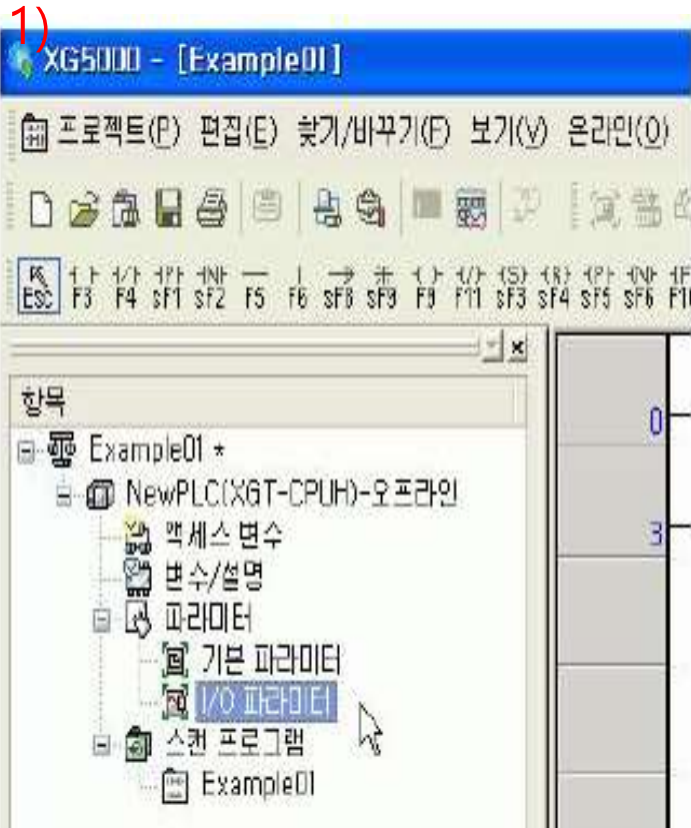 1)
XG5000 - [Example01]
프로젝트(P) 편집(E) 찾기/바꾸기(F) 보기(V) 온라인(O)
Esc F3 F4 sF1 sF2 F5 F6 sF8 sF9 F9 F11 sF3 sF4 sF5 sF6 F10
항목
Example01 *
NewPLC(XGT-CPUH)-오프라인
액세스 변수
변수/설명
파라미터
기본 파라미터
I/O 파라미터
스캔 프로그램
Example01
0
3